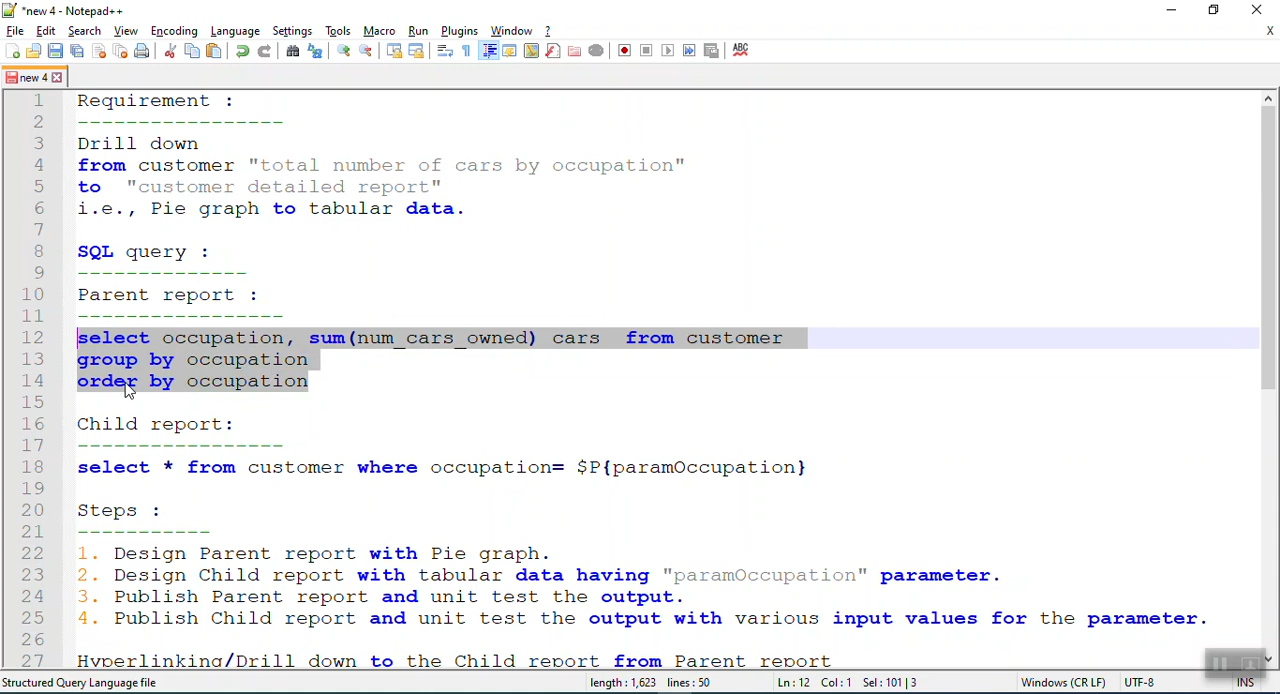 *new 4 - Notepad++
File Edit Search View Encoding Language Settings Tools Macro Run Plugins Window ? X
ABC
new 4
1 Requirement :
2 -----------------
3 Drill down
4 from customer "total number of cars by occupation"
5 to "customer detailed report"
6 i.e., Pie graph to tabular data.
7
8 SQL query :
9 --------------
10 Parent report :
11 -----------------
12 select occupation, sum(num_cars_owned) cars from customer
13 group by occupation
14 order by occupation
15
16 Child report:
17 -----------------
18 select * from customer where occupation= $P{paramOccupation}
19
20 Steps :
21 -----------
22 1. Design Parent report with Pie graph.
23 2. Design Child report with tabular data having "paramOccupation" parameter.
24 3. Publish Parent report and unit test the output.
25 4. Publish Child report and unit test the output with various input values for the parameter.
26
27 Hyperlinking/Drill down to the Child report from Parent report
Structured Query Language file length : 1,623 lines : 50 Ln : 12 Col : 1 Sel : 101 | 3 Windows (CR LF) UTF-8 INS